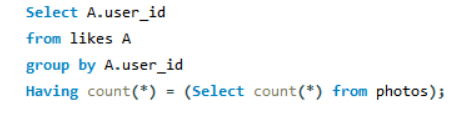 Select A.user_id
from likes A
group by A.user_id
Having count(*) = (Select count(*) from photos);